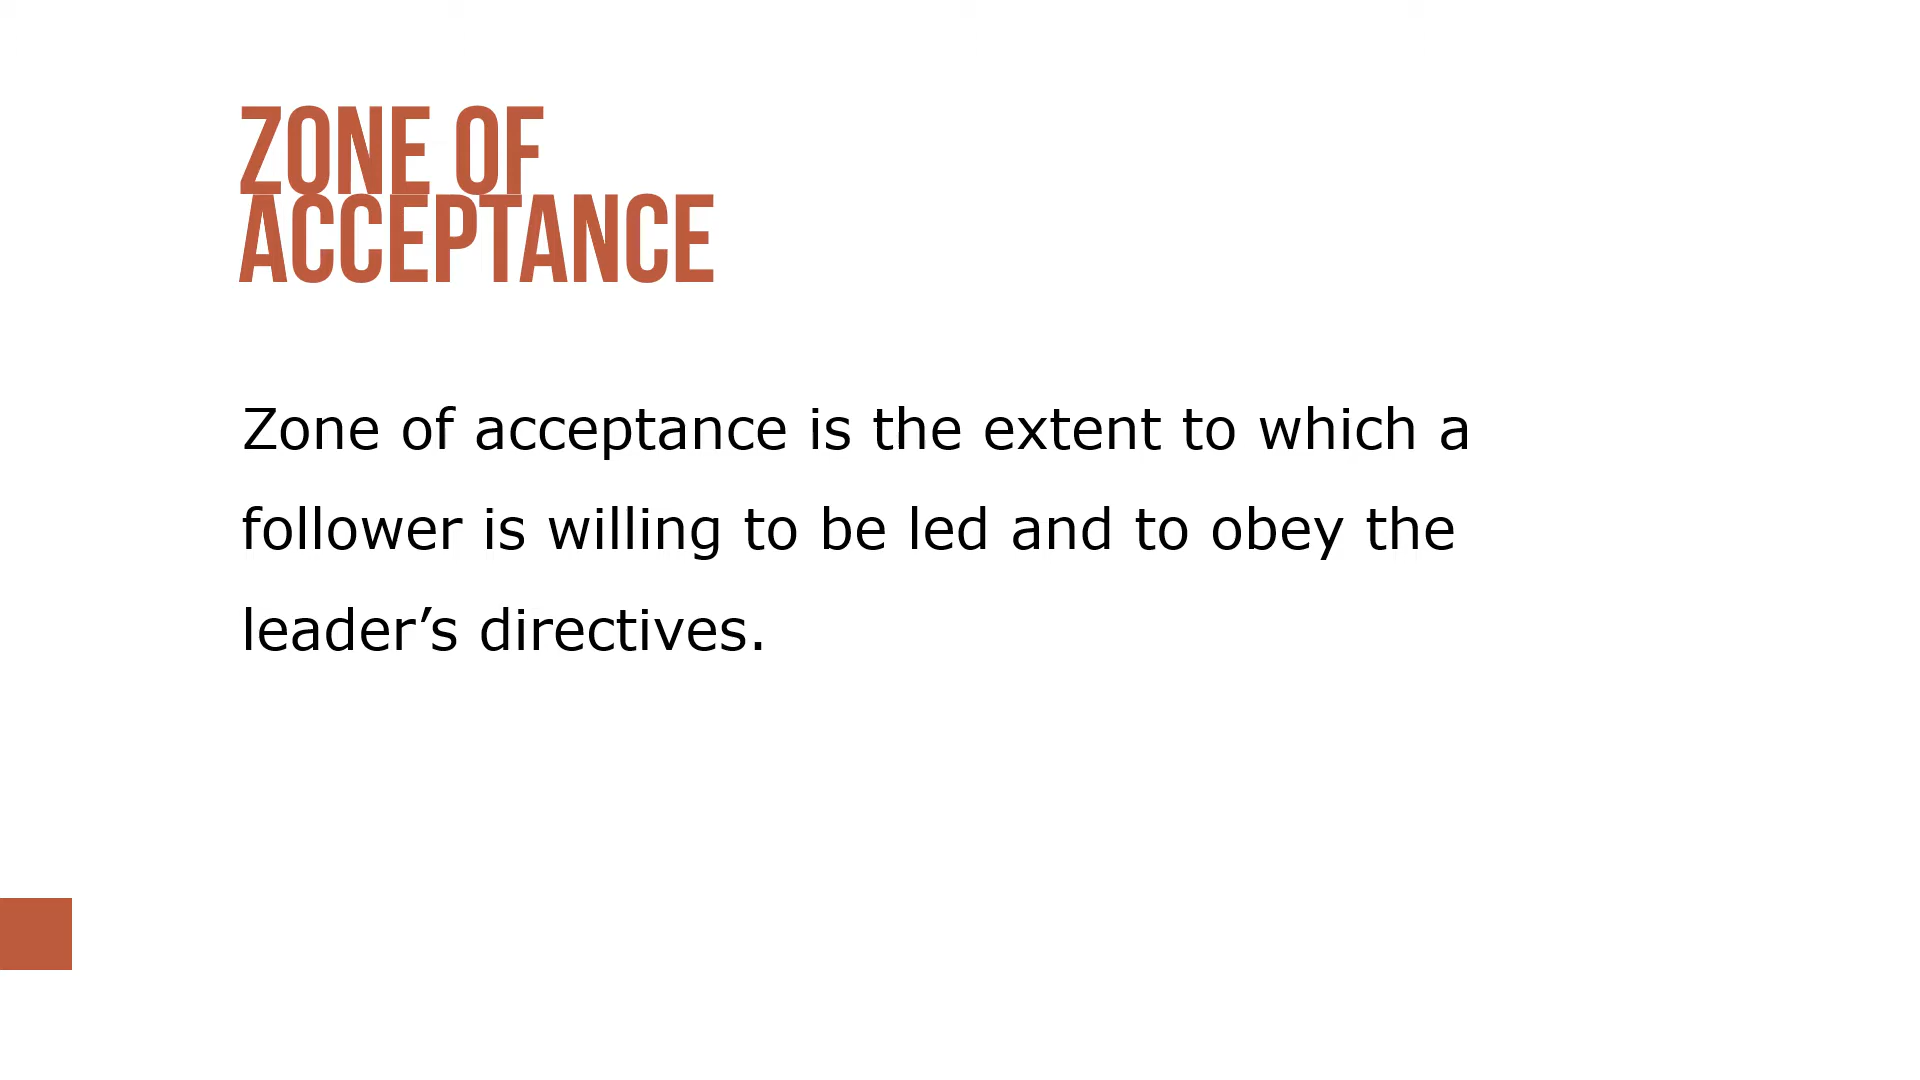 ZONE OF
ACCEPTANCE
Zone of acceptance is the extent to which a
follower is willing to be led and to obey the
leader’s directives.